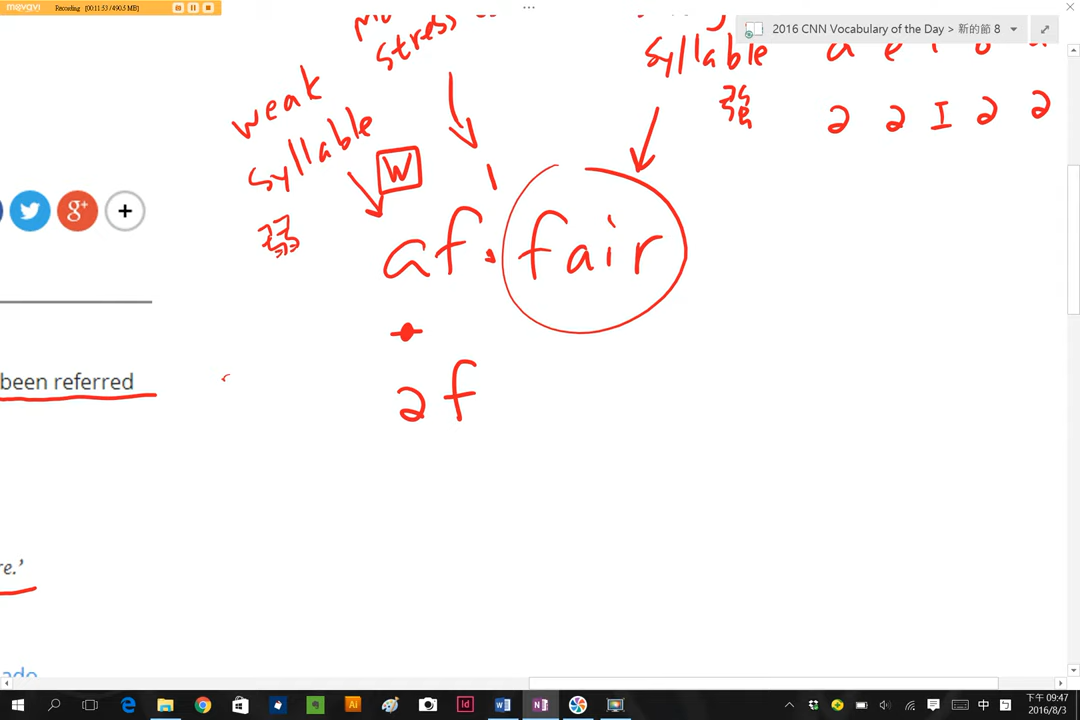 movavi
Recording (00:11:53 / 490.5 MB)
2016 CNN Vocabulary of the Day > 新的節 8
stress
syllable
weak
ə ə I ə ə
syllable
W
弱
af·fair
been referred
əf
re.'
ado
下午 09:47
中
2016/8/3